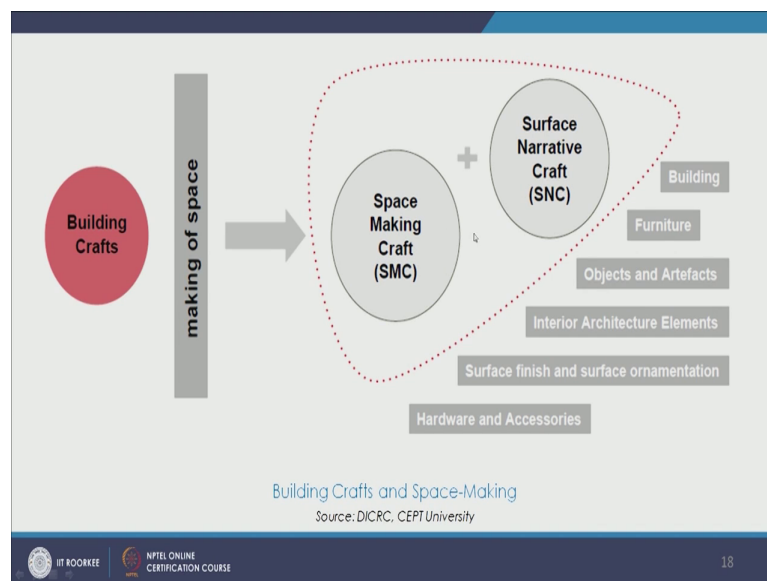 Building
Crafts
making of space
Space
Making
Craft
(SMC)
Surface
Narrative
Craft
(SNC)
Building
Furniture
Objects and Artefacts
Interior Architecture Elements
Surface finish and surface ornamentation
Hardware and Accessories
Building Crafts and Space-Making
Source: DICRC, CEPT University
IIT ROORKEE
NPTEL ONLINE
CERTIFICATION COURSE
18